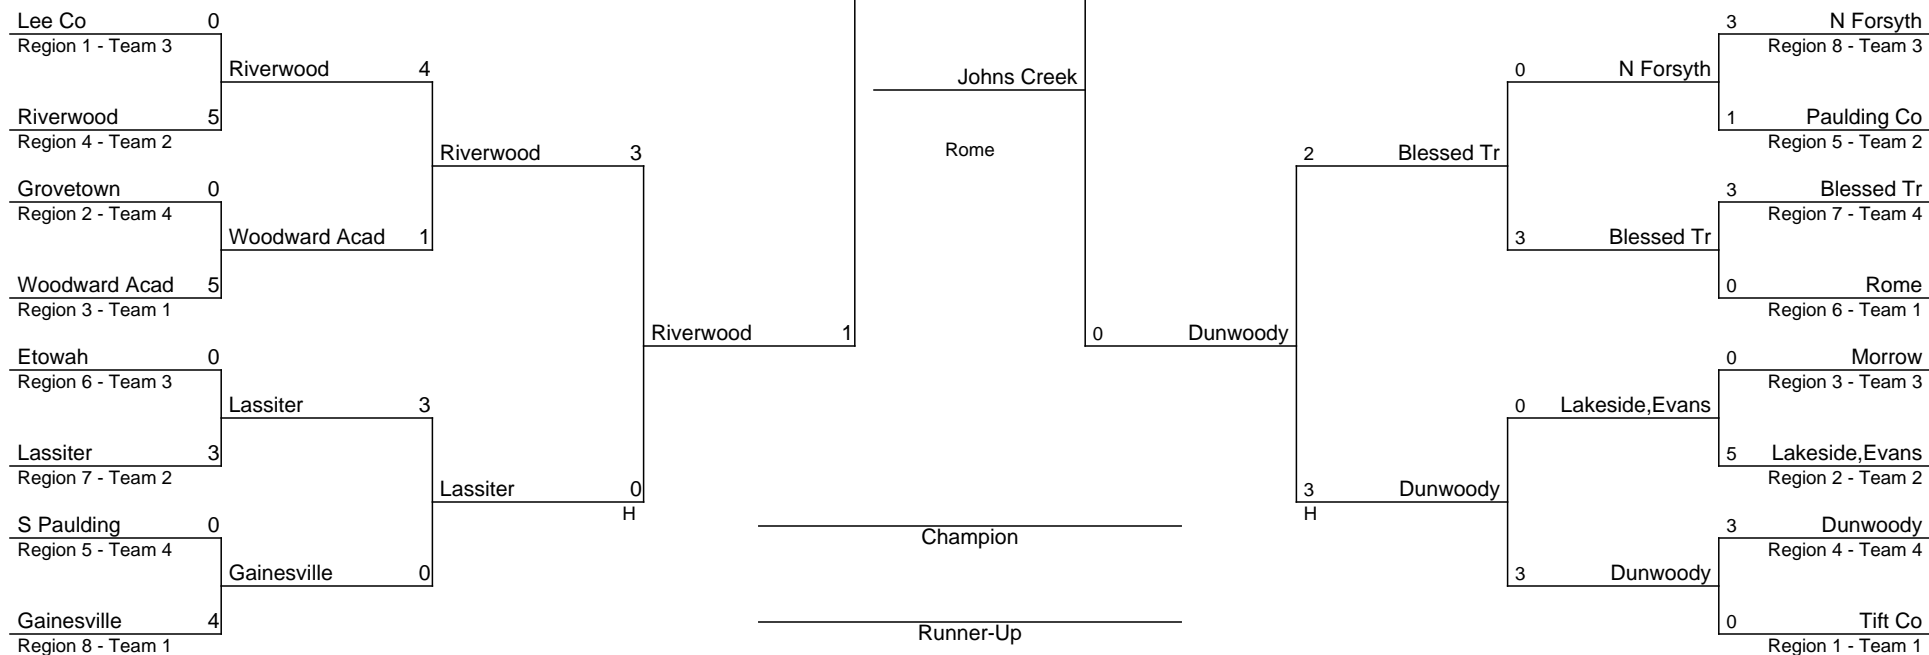 Lee Co 0
Region 1 - Team 3
Riverwood 5
Region 4 - Team 2
Grovetown 0
Region 2 - Team 4
Woodward Acad 5
Region 3 - Team 1
Etowah 0
Region 6 - Team 3
Lassiter 3
Region 7 - Team 2
S Paulding 0
Region 5 - Team 4
Gainesville 4
Region 8 - Team 1
Riverwood 4
Woodward Acad 1
Lassiter 3
Gainesville 0
Riverwood 3
Lassiter 0
H
Riverwood 1
Johns Creek
Rome
Champion
Runner-Up
0 Dunwoody
2 Blessed Tr
3 Dunwoody
H
0 N Forsyth
3 Blessed Tr
0 Lakeside,Evans
3 Dunwoody
3 N Forsyth
Region 8 - Team 3
1 Paulding Co
Region 5 - Team 2
3 Blessed Tr
Region 7 - Team 4
0 Rome
Region 6 - Team 1
0 Morrow
Region 3 - Team 3
5 Lakeside,Evans
Region 2 - Team 2
3 Dunwoody
Region 4 - Team 4
0 Tift Co
Region 1 - Team 1